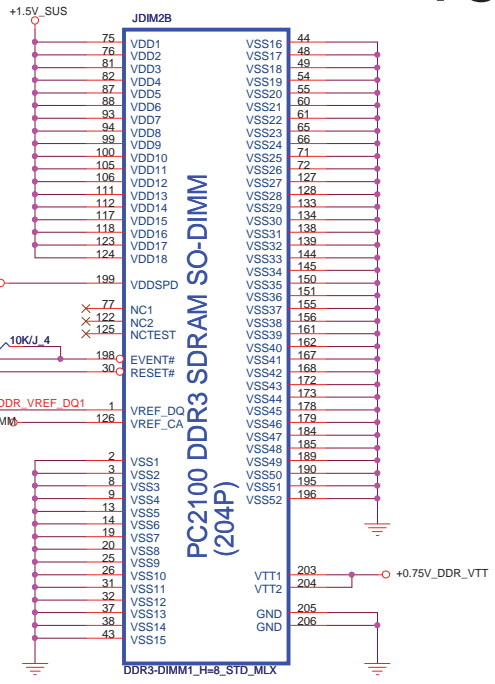 +1.5V_SUS
JDIM2B
75 VDD1
76 VDD2
81 VDD3
82 VDD4
87 VDD5
88 VDD6
93 VDD7
94 VDD8
99 VDD9
100 VDD10
105 VDD11
106 VDD12
111 VDD13
112 VDD14
117 VDD15
118 VDD16
123 VDD17
124 VDD18
199 VDDSPD
77 NC1
122 NC2
125 NCTEST
10K/J_4
198 EVENT#
30 RESET#
DDR_VREF_DQ1
1 VREF_DQ
126 VREF_CA
2 VSS1
3 VSS2
8 VSS3
9 VSS4
13 VSS5
14 VSS6
19 VSS7
20 VSS8
25 VSS9
26 VSS10
31 VSS11
32 VSS12
37 VSS13
38 VSS14
43 VSS15
PC2100 DDR3 SDRAM SO-DIMM
(204P)
VSS16 44
VSS17 48
VSS18 49
VSS19 54
VSS20 55
VSS21 60
VSS22 61
VSS23 65
VSS24 66
VSS25 71
VSS26 72
VSS27 127
VSS28 128
VSS29 133
VSS30 134
VSS31 138
VSS32 139
VSS33 144
VSS34 145
VSS35 150
VSS36 151
VSS37 155
VSS38 156
VSS39 161
VSS40 162
VSS41 167
VSS42 168
VSS43 172
VSS44 173
VSS45 178
VSS46 179
VSS47 184
VSS48 185
VSS49 189
VSS50 190
VSS51 195
VSS52 196
VTT1 203
VTT2 204
+0.75V_DDR_VTT
GND 205
GND 206
DDR3-DIMM1_H=8_STD_MLX